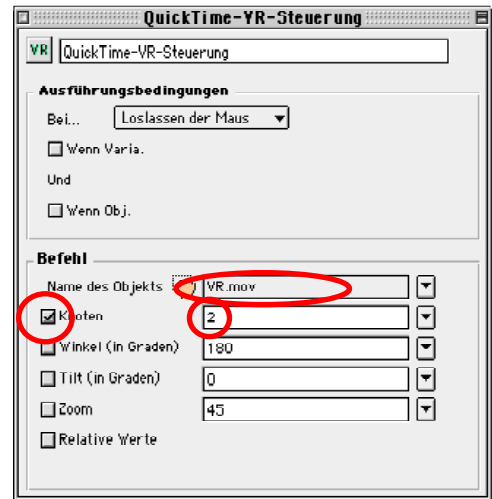 QuickTime-VR-Steuerung
VR QuickTime-VR-Steuerung
Ausführungsbedingungen
Bei... Loslassen der Maus
Wenn Varia.
Und
Wenn Obj.
Befehl
Name des Objekts VR.mov
Knoten 2
Winkel (in Graden) 180
Tilt (in Graden) 0
Zoom 45
Relative Werte